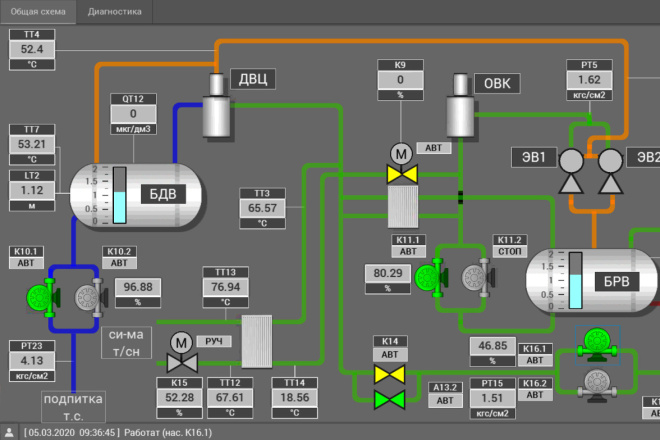 Общая схема
Диагностика
TT4
52.4
°C
TT7
53.21
°C
LT2
1.12
м
QT12
0
мкг/дм3
ДВЦ
2
1.5
1
0.5
0
БДВ
K10.1
АВТ
K10.2
АВТ
96.88
%
PT23
4.13
кгс/см2
подпитка
т.с.
си-ма
т/сн
TT3
65.57
°C
TT13
76.94
°C
M
РУЧ
K15
52.28
%
TT12
67.61
°C
TT14
18.56
°C
K9
0
%
M
АВТ
ОВК
PT5
1.62
кгс/см2
ЭВ1
ЭВ2
K11.1
АВТ
K11.2
СТОП
80.29
%
2
1.5
1
0.5
0
БРВ
K14
АВТ
A13.2
АВТ
46.85
%
PT15
1.51
кгс/см2
K16.1
АВТ
K16.2
АВТ
[ 05.03.2020 09:36:45 ] Работат (нас. K16.1)